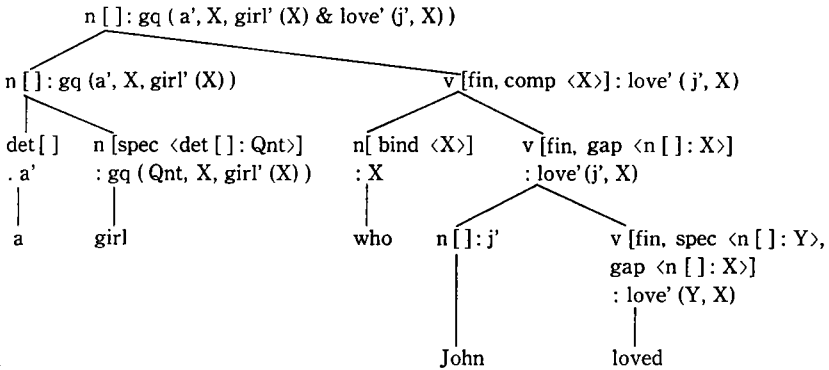 n [ ] : gq ( a', X, girl' (X) & love' (j', X) )
n [ ] : gq (a', X, girl' (X) ) v [fin, comp <X>] : love' ( j', X)
det [ ] n [spec <det [ ] : Qnt>] n[ bind <X>] v [fin, gap <n [ ] : X>]
. a' : gq ( Qnt, X, girl' (X) ) : X : love' (j', X)
a girl who n [ ] : j' v [fin, spec <n [ ] : Y>,
gap <n [ ] : X>]
: love' (Y, X)
John loved